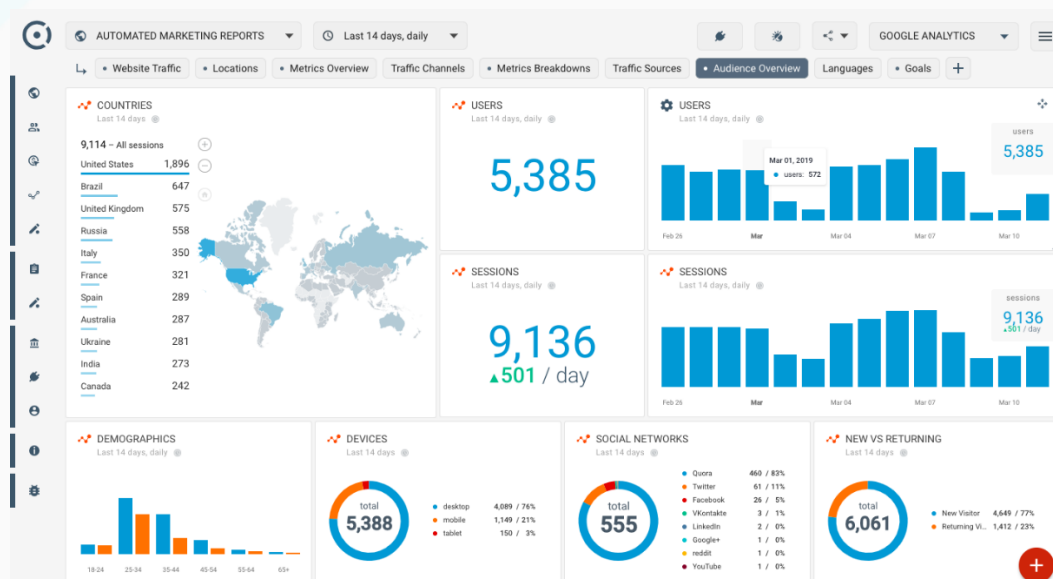 AUTOMATED MARKETING REPORTS
Last 14 days, daily
GOOGLE ANALYTICS
Website Traffic
Locations
Metrics Overview
Traffic Channels
Metrics Breakdowns
Traffic Sources
Audience Overview
Languages
Goals
COUNTRIES
Last 14 days
9,114 – All sessions
United States 1,896
Brazil 647
United Kingdom 575
Russia 558
Italy 350
France 321
Spain 289
Australia 287
Ukraine 281
India 273
Canada 242
USERS
Last 14 days, daily
5,385
USERS
Last 14 days, daily
users
5,385
Mar 01, 2019
users: 572
Feb 26 Mar Mar 04 Mar 07 Mar 10
SESSIONS
Last 14 days, daily
9,136
▲501 / day
SESSIONS
Last 14 days, daily
sessions
9,136
▲501 / day
Feb 26 Mar Mar 04 Mar 07 Mar 10
DEMOGRAPHICS
Last 14 days, daily
18-24 25-34 35-44 45-54 55-64 65+
DEVICES
Last 14 days
total
5,388
desktop 4,089 / 76%
mobile 1,149 / 21%
tablet 150 / 3%
SOCIAL NETWORKS
Last 14 days
total
555
Quora 460 / 83%
Twitter 61 / 11%
Facebook 26 / 5%
VKontakte 3 / 1%
LinkedIn 2 / 0%
Google+ 1 / 0%
reddit 1 / 0%
YouTube 1 / 0%
NEW VS RETURNING
Last 14 days
total
6,061
New Visitor 4,649 / 77%
Returning Vi... 1,412 / 23%